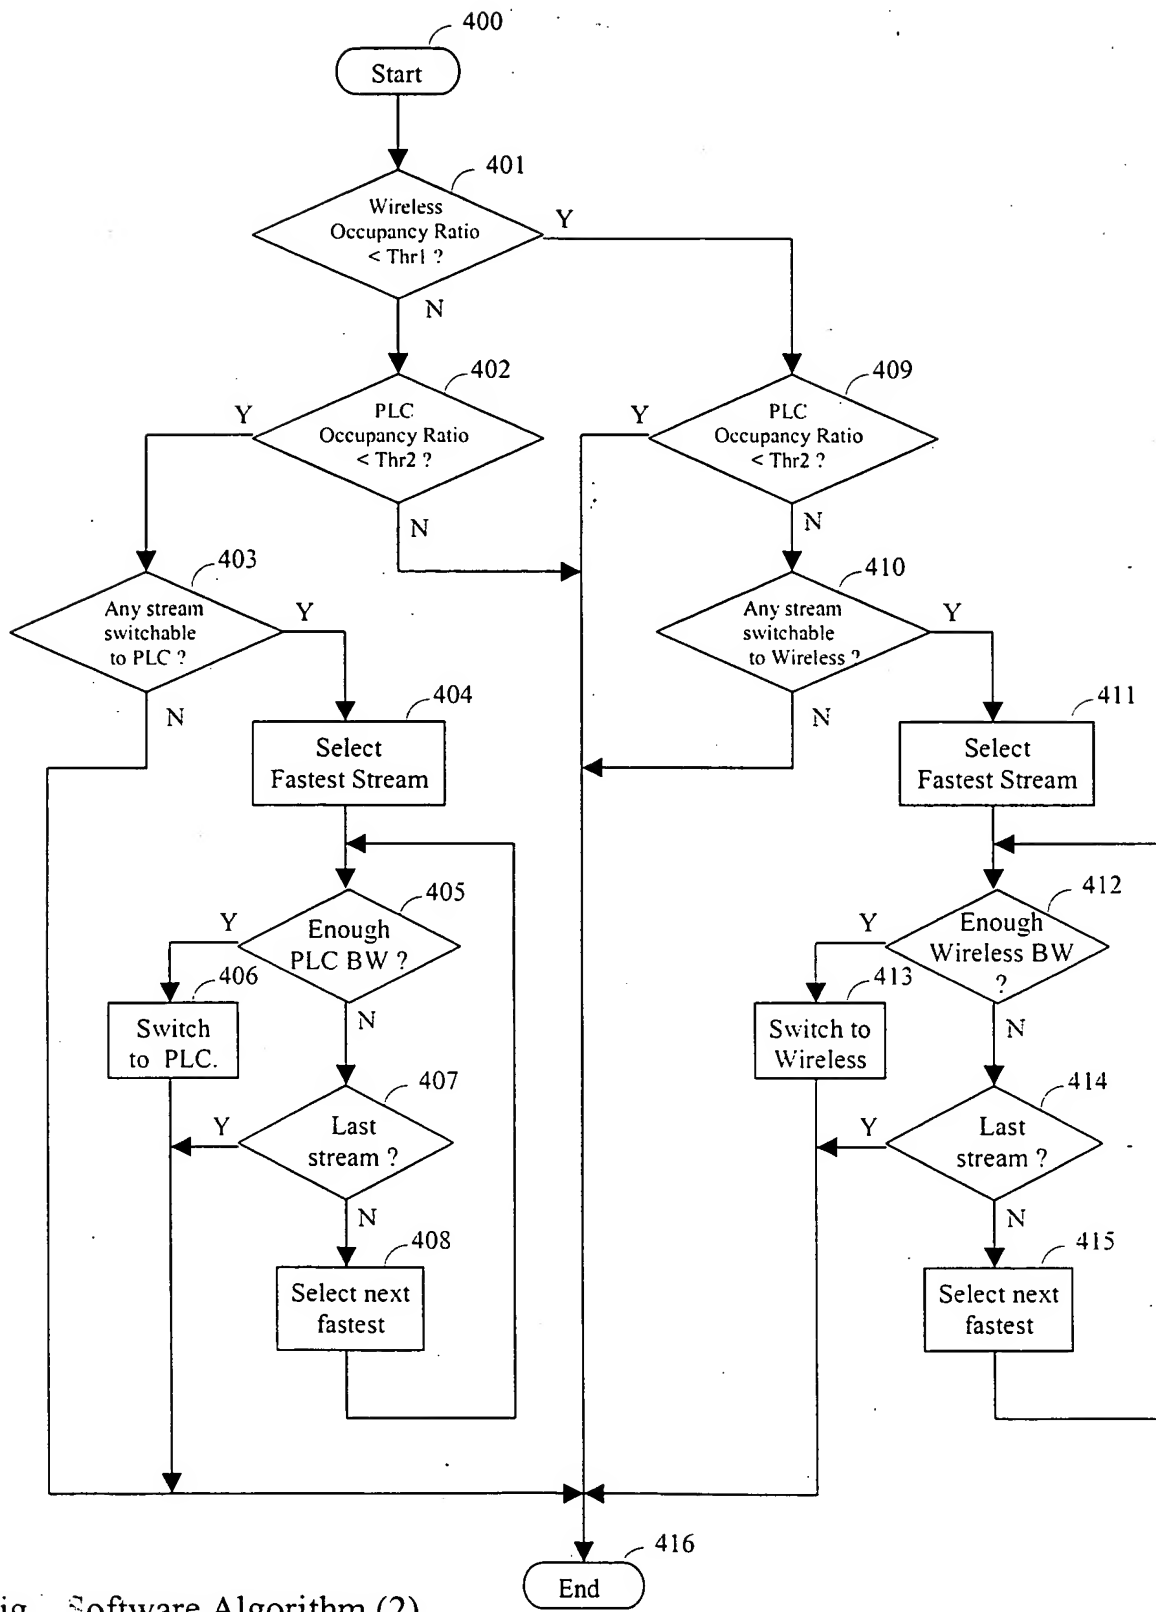 400
Start
401
Wireless
Occupancy Ratio
< Thr1 ?
Y
N
402
PLC
Occupancy Ratio
< Thr2 ?
Y
N
409
PLC
Occupancy Ratio
< Thr2 ?
Y
N
403
Any stream
switchable
to PLC ?
Y
N
410
Any stream
switchable
to Wireless ?
Y
N
404
Select
Fastest Stream
411
Select
Fastest Stream
405
Enough
PLC BW ?
Y
N
412
Enough
Wireless BW
?
Y
N
406
Switch
to PLC.
413
Switch to
Wireless
407
Last
stream ?
Y
N
414
Last
stream ?
Y
N
408
Select next
fastest
415
Select next
fastest
416
End
Software Algorithm (2)